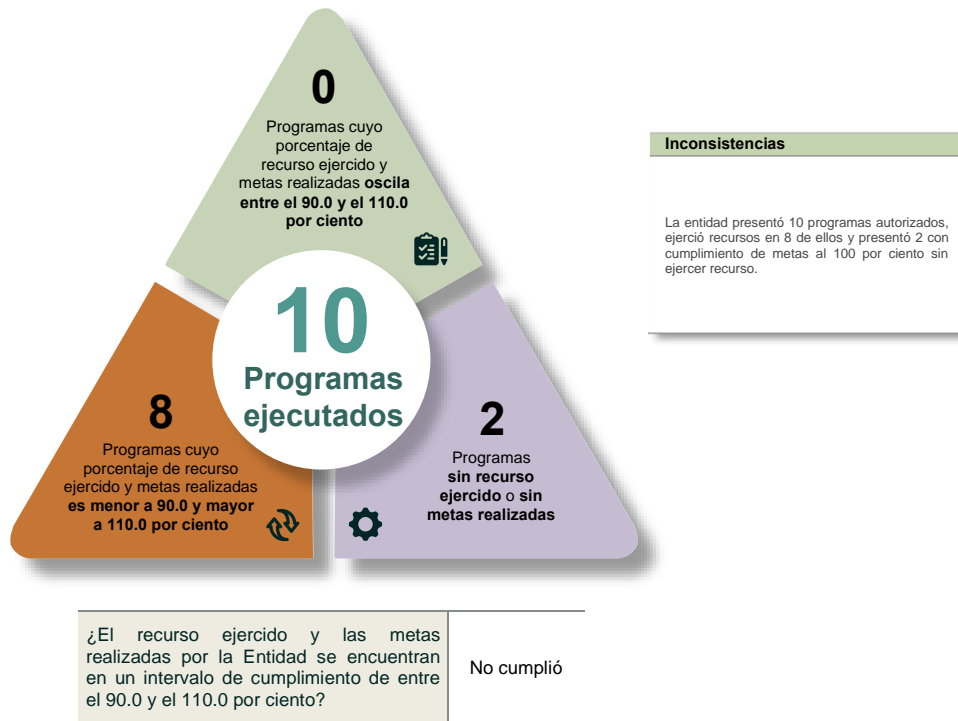 0
Programas cuyo
porcentaje de
recurso ejercido y
metas realizadas oscila
entre el 90.0 y el 110.0
por ciento
10
Programas
ejecutados
8
Programas cuyo
porcentaje de recurso
ejercido y metas realizadas
es menor a 90.0 y mayor
a 110.0 por ciento
2
Programas
sin recurso
ejercido o sin
metas realizadas
Inconsistencias
La entidad presentó 10 programas autorizados,
ejerció recursos en 8 de ellos y presentó 2 con
cumplimiento de metas al 100 por ciento sin
ejercer recurso.
¿El recurso ejercido y las metas
realizadas por la Entidad se encuentran
en un intervalo de cumplimiento de entre
el 90.0 y el 110.0 por ciento?
No cumplió